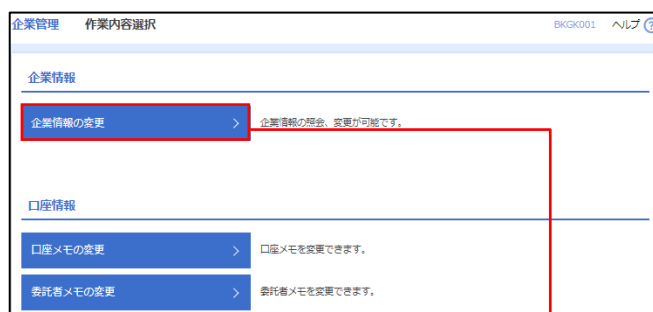 企業管理 作業内容選択 BKGK001 ヘルプ ?
企業情報
企業情報の変更 企業情報の照会、変更が可能です。
口座情報
口座メモの変更 口座メモを変更できます。
委託者メモの変更 委託者メモを変更できます。